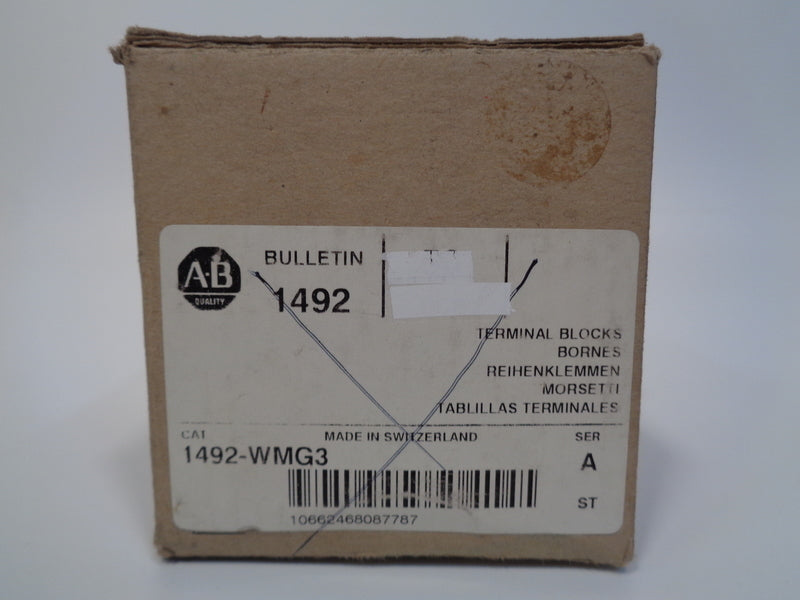 A·B
QUALITY
BULLETIN
1492
TERMINAL BLOCKS
BORNES
REIHENKLEMMEN
MORSETTI
TABLILLAS TERMINALES
CAT
MADE IN SWITZERLAND
SER
1492-WMG3
A
ST
10662468087787